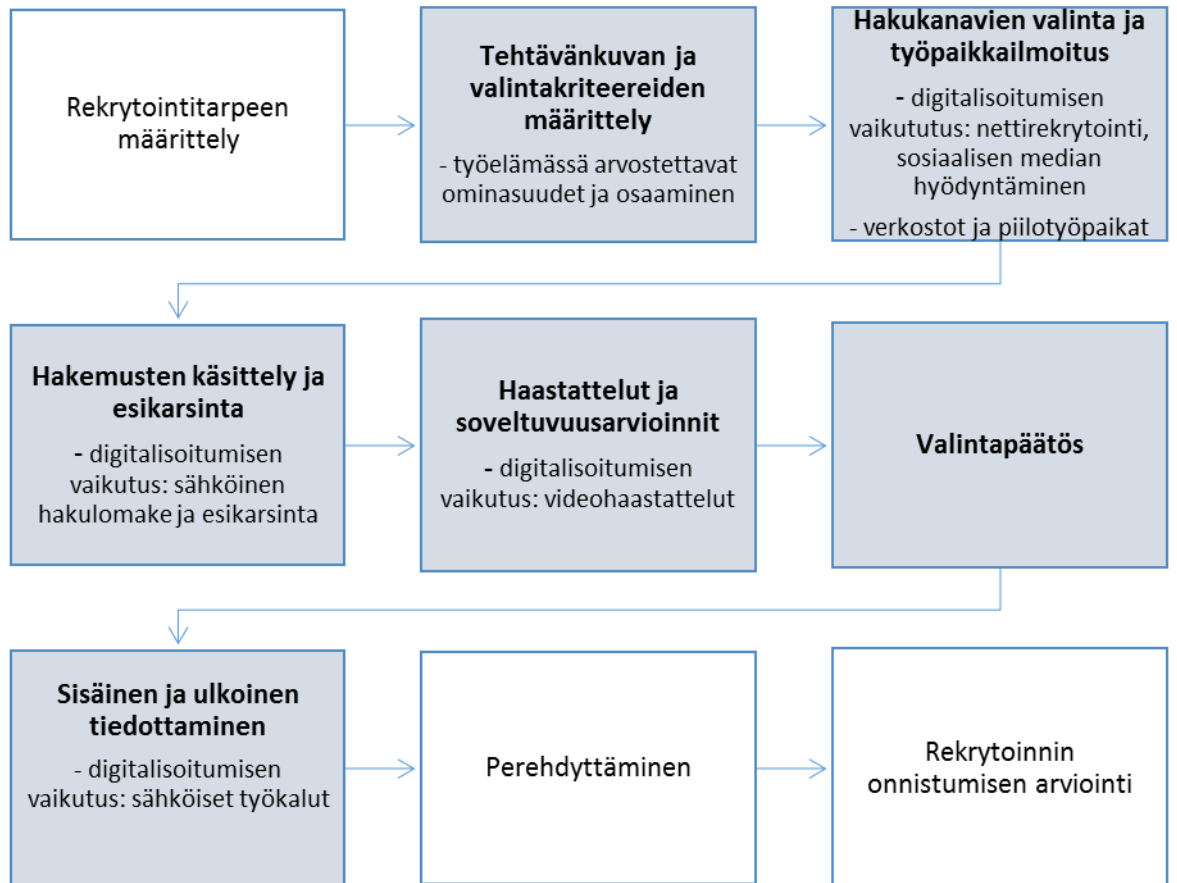 Rekrytointitarpeen
määrittely
Tehtävänkuvan ja
valintakriteereiden
määrittely
- työelämässä arvostettavat
ominasuudet ja osaaminen
Hakukanavien valinta ja
työpaikkailmoitus
- digitalisoitumisen
vaikututus: nettirekrytointi,
sosiaalisen median
hyödyntäminen
- verkostot ja piilotyöpaikat
Hakemusten käsittely ja
esikarsinta
- digitalisoitumisen
vaikutus: sähköinen
hakulomake ja esikarsinta
Haastattelut ja
soveltuvuusarvioinnit
- digitalisoitumisen
vaikutus: videohaastattelut
Valintapäätös
Sisäinen ja ulkoinen
tiedottaminen
- digitalisoitumisen
vaikutus: sähköiset työkalut
Perehdyttäminen
Rekrytoinnin
onnistumisen arviointi